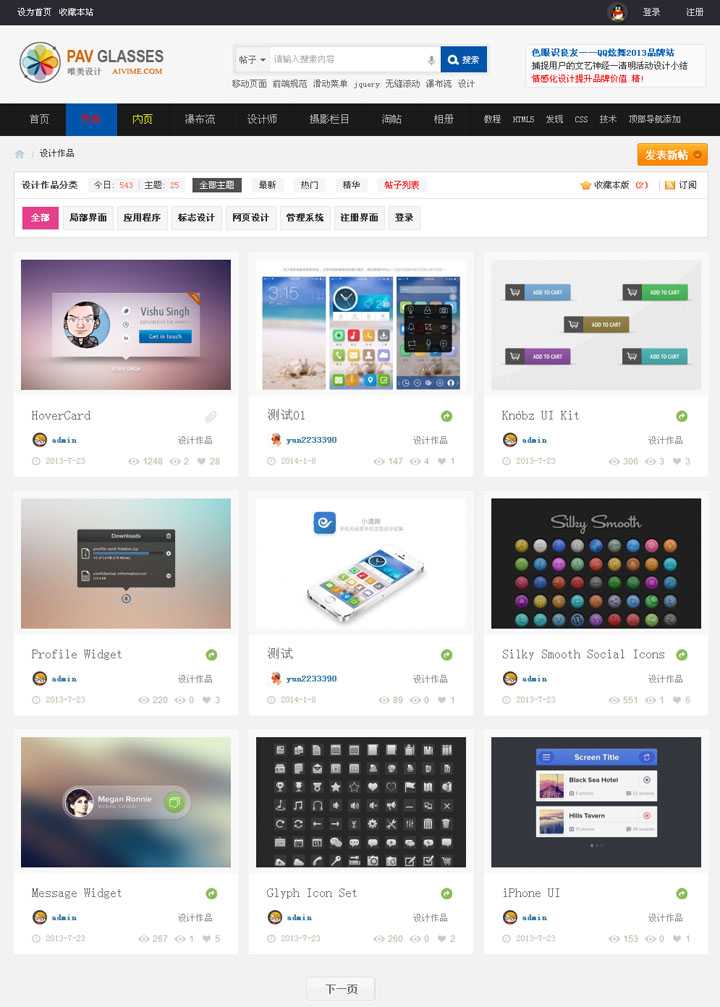 设为首页 收藏本站
登录 注册
PAV GLASSES
唯美设计 AIVIME.COM
帖子 请输入搜索内容 搜索
移动页面 前端规范 滑动菜单 jquery 无缝滚动 瀑布流 设计
色眼识良友——QQ炫舞2013品牌站
捕捉用户的文艺神经—清明活动设计小结
情感化设计提升品牌价值 精!
首页 内页 瀑布流 设计师 摄影栏目 淘帖 相册 教程 HTML5 发现 CSS 技术 顶部导航添加
设计作品
发表新帖
设计作品分类 今日: 543 主题: 25 全部主题 最新 热门 精华 帖子列表 收藏本版 (2) 订阅
全部 局部界面 应用程序 标志设计 网页设计 管理系统 注册界面 登录
Vishu Singh
Get in touch
3:15
ADD TO CART
ADD TO CART
ADD TO CART
ADD TO CART
ADD TO CART
HoverCard
admin 设计作品
2013-7-23 1248 2 28
测试01
yun2233390 设计作品
2014-1-8 147 4 1
Knobz UI Kit
admin 设计作品
2013-7-23 306 3 3
Downloads
Silky Smooth
Profile Widget
admin 设计作品
2013-7-23 220 0 3
测试
yun2233390 设计作品
2014-1-8 89 0 1
Silky Smooth Social Icons
admin 设计作品
2013-7-23 551 1 6
Megan Ronnie
Screen Title
Black Sea Hotel
Hills Tavern
Message Widget
admin 设计作品
2013-7-23 267 1 5
Glyph Icon Set
admin 设计作品
2013-7-23 260 0 2
iPhone UI
admin 设计作品
2013-7-23 153 0 1
下一页